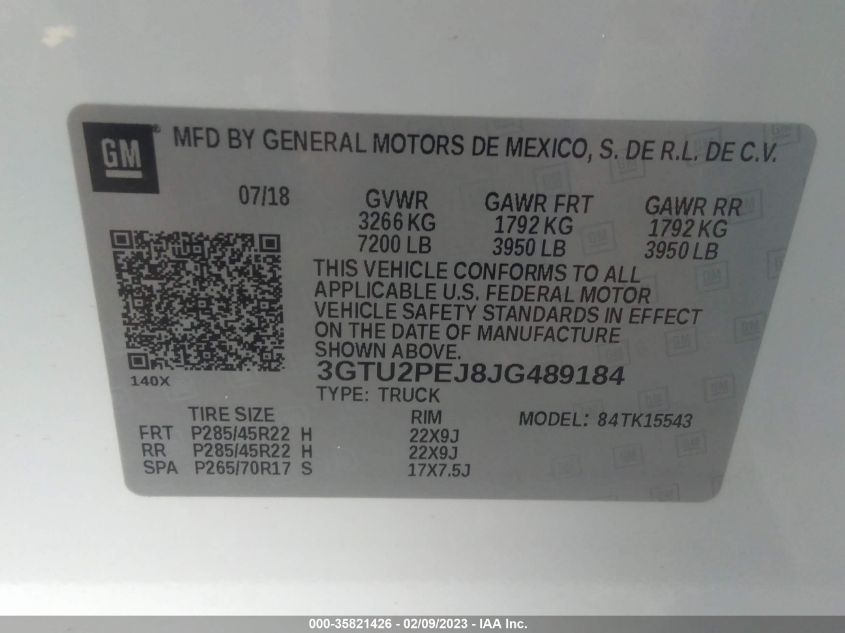 GM® MFD BY GENERAL MOTORS DE MEXICO, S. DE R.L. DE C.V.
07/18 GVWR GAWR FRT GAWR RR
3266 KG 1792 KG 1792 KG
7200 LB 3950 LB 3950 LB
THIS VEHICLE CONFORMS TO ALL
APPLICABLE U.S. FEDERAL MOTOR
VEHICLE SAFETY STANDARDS IN EFFECT
ON THE DATE OF MANUFACTURE
SHOWN ABOVE.
3GTU2PEJ8JG489184
140X
TYPE: TRUCK
TIRE SIZE RIM MODEL: 84TK15543
FRT P285/45R22 H 22X9J
RR P285/45R22 H 22X9J
SPA P265/70R17 S 17X7.5J
000-35821426 - 02/09/2023 - IAA Inc.